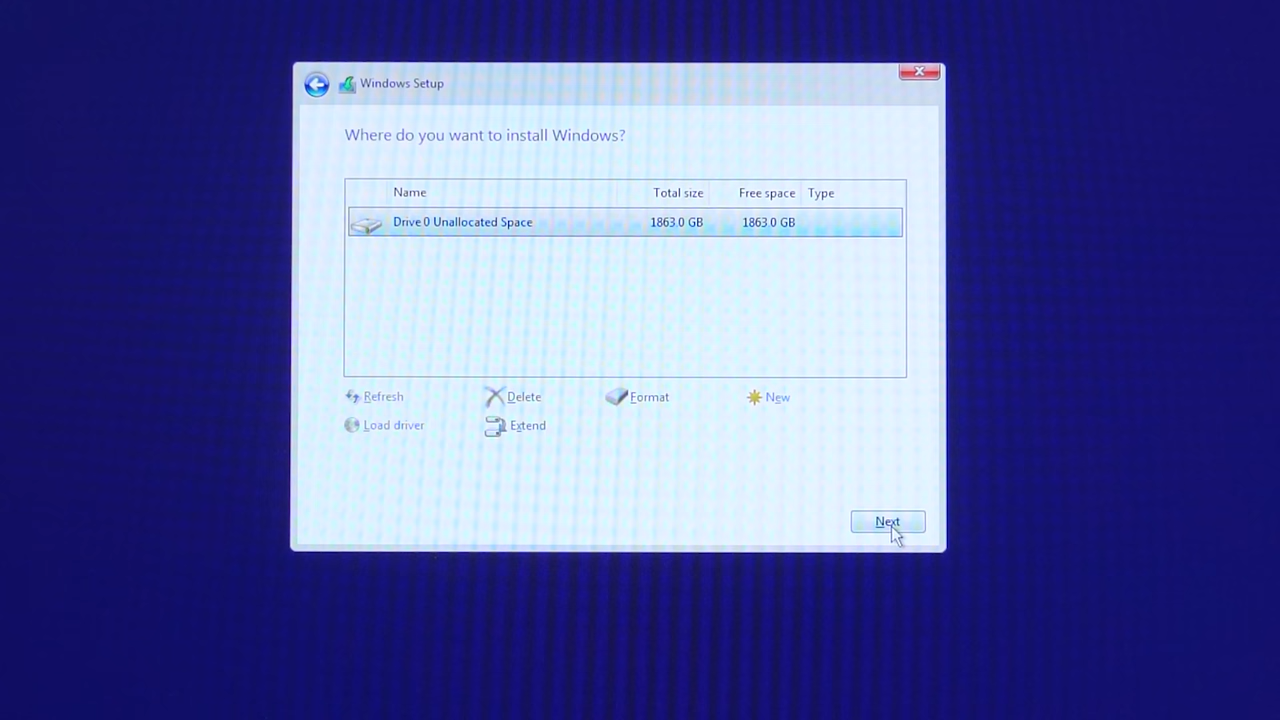 Windows Setup
Where do you want to install Windows?
Name Total size Free space Type
Drive 0 Unallocated Space 1863.0 GB 1863.0 GB
Refresh Delete Format New
Load driver Extend
Next